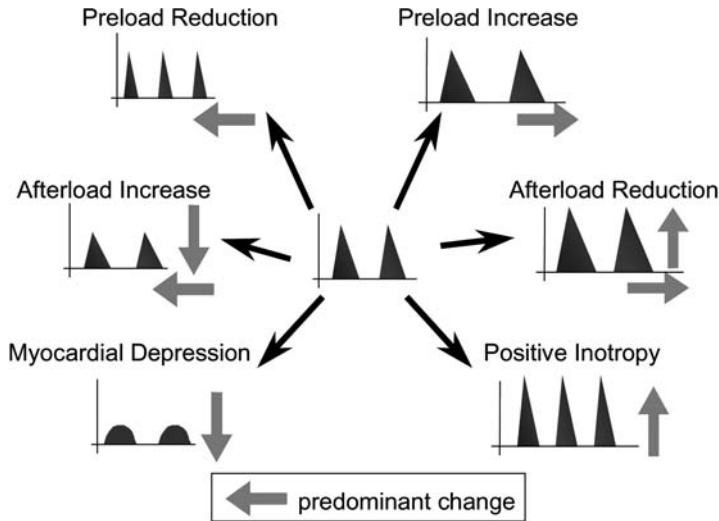 Preload Reduction
Preload Increase
Afterload Increase
Afterload Reduction
Myocardial Depression
Positive Inotropy
predominant change